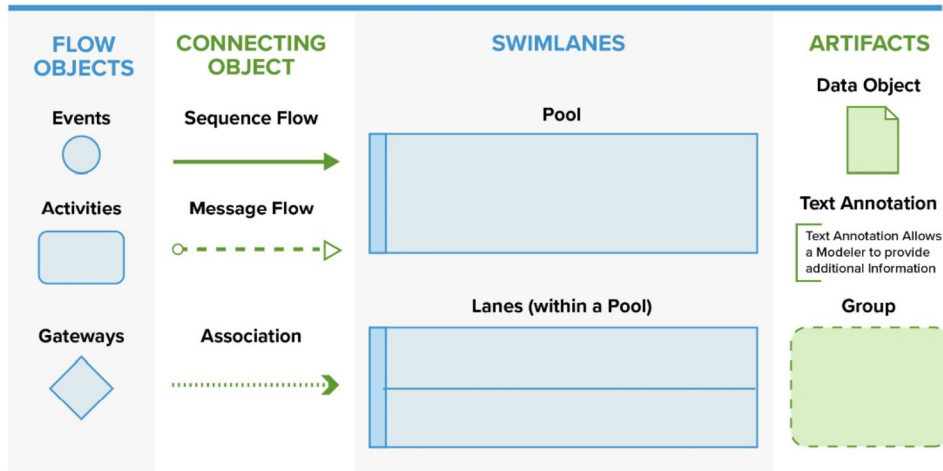 FLOW
OBJECTS
Events
Activities
Gateways
CONNECTING
OBJECT
Sequence Flow
Message Flow
Association
SWIMLANES
Pool
Lanes (within a Pool)
ARTIFACTS
Data Object
Text Annotation
Text Annotation Allows
a Modeler to provide
additional Information
Group